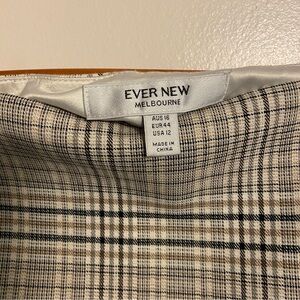 EVER NEW
MELBOURNE
AUS 16
EUR 44
USA 12
MADE IN
CHINA